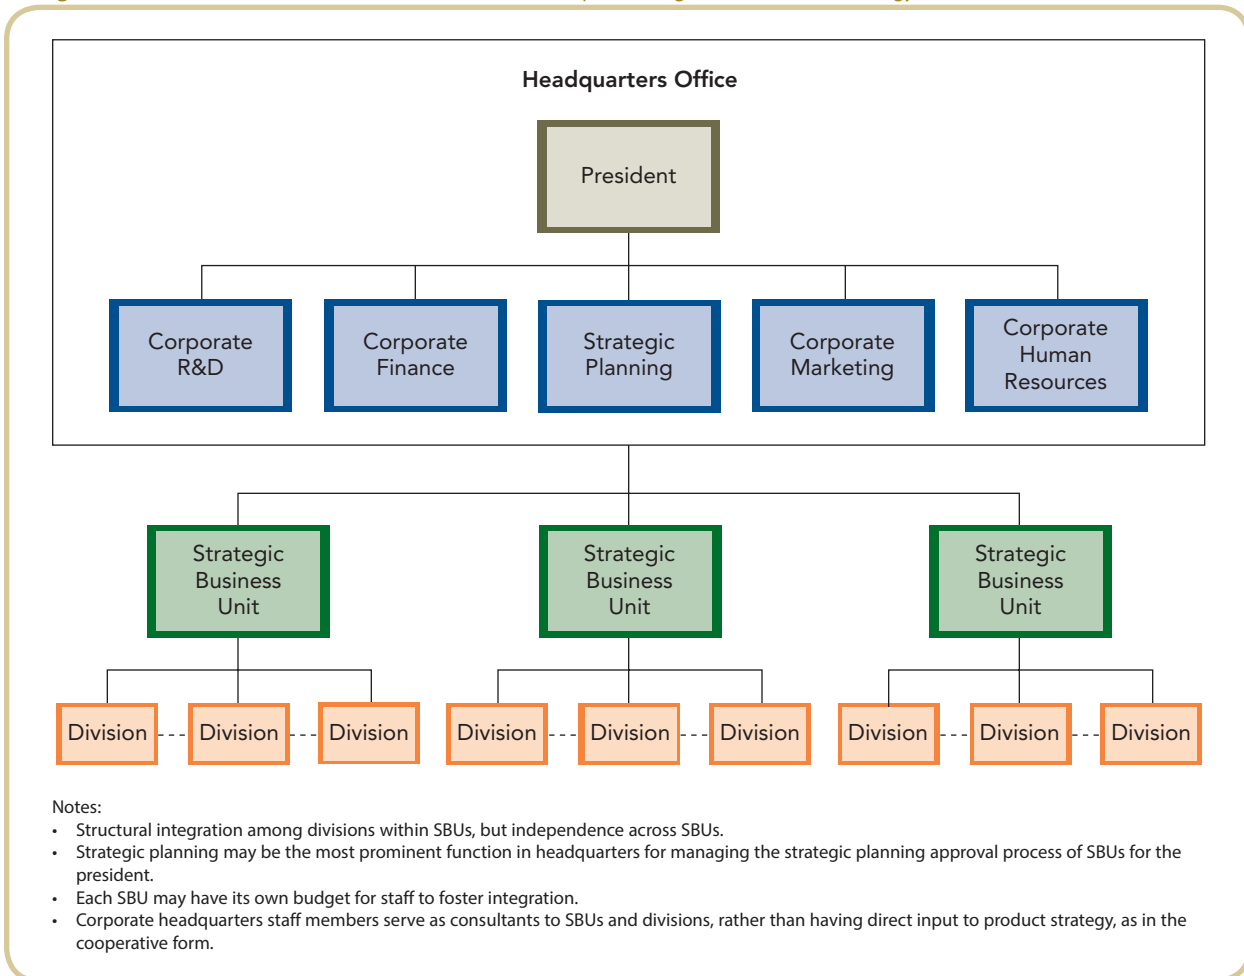 Headquarters Office
President
Corporate
R&D
Corporate
Finance
Strategic
Planning
Corporate
Marketing
Corporate
Human
Resources
Strategic
Business
Unit
Strategic
Business
Unit
Strategic
Business
Unit
Division
Division
Division
Division
Division
Division
Division
Division
Division
Notes:
• Structural integration among divisions within SBUs, but independence across SBUs.
• Strategic planning may be the most prominent function in headquarters for managing the strategic planning approval process of SBUs for the
president.
• Each SBU may have its own budget for staff to foster integration.
• Corporate headquarters staff members serve as consultants to SBUs and divisions, rather than having direct input to product strategy, as in the
cooperative form.